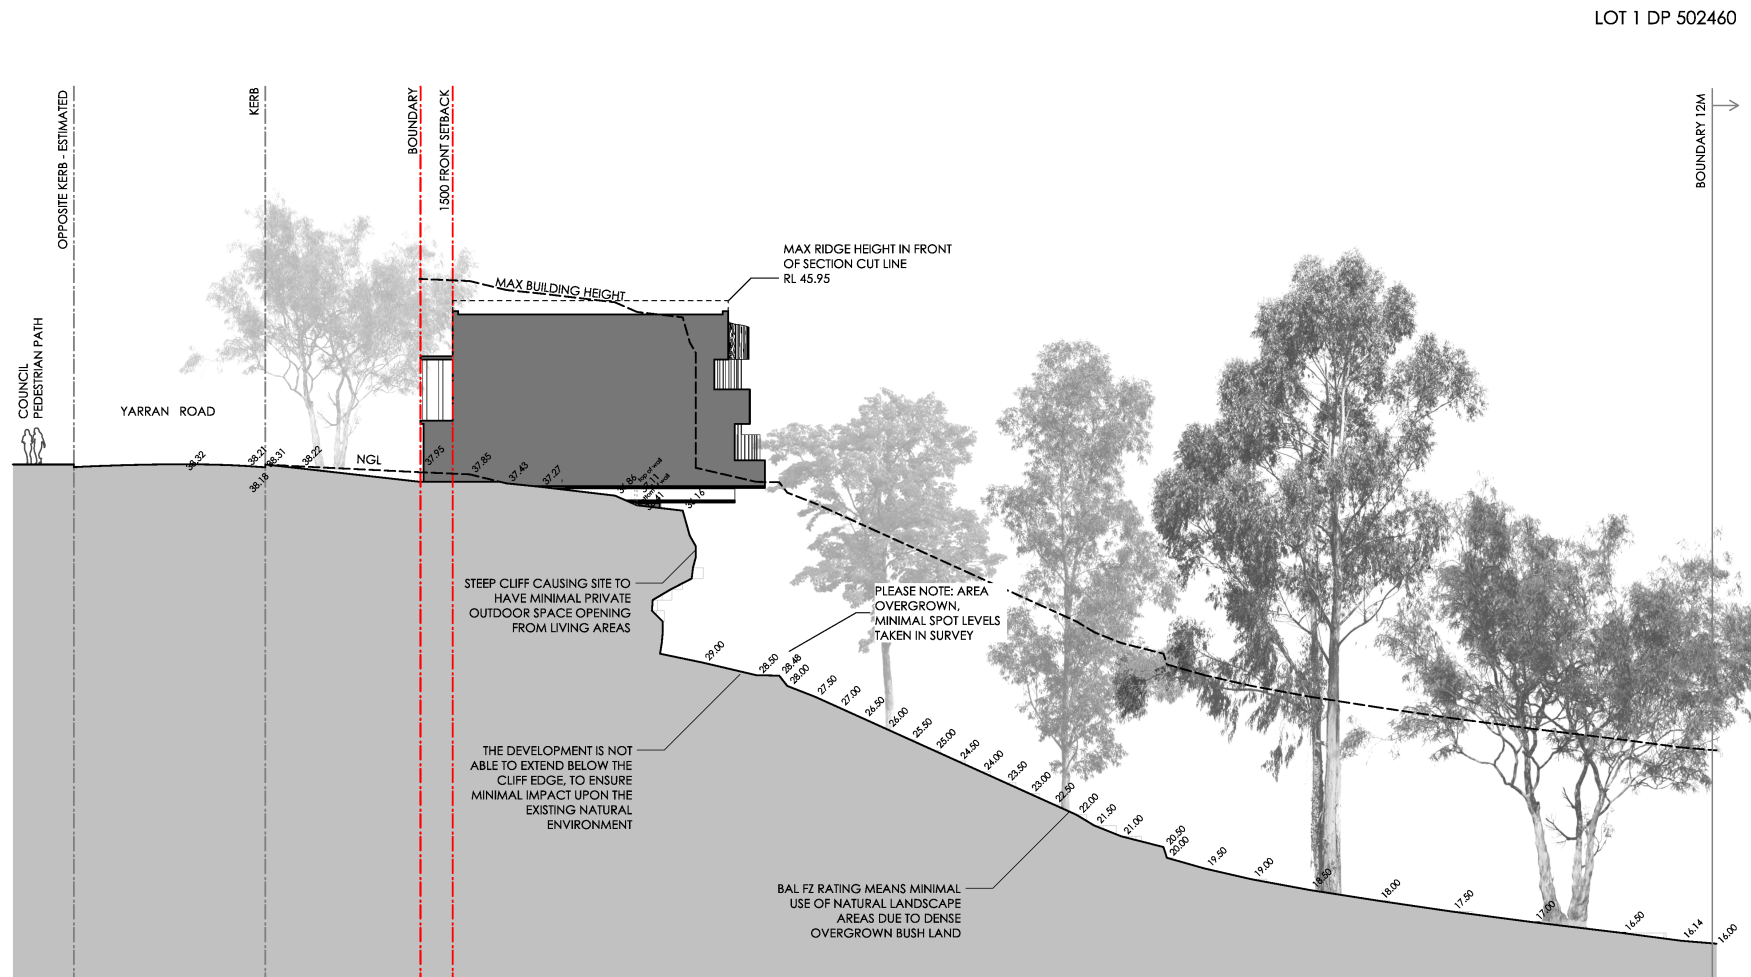 LOT 1 DP 502460
OPPOSITE KERB - ESTIMATED
KERB
BOUNDARY
1500 FRONT SETBACK
BOUNDARY 12M
MAX RIDGE HEIGHT IN FRONT
OF SECTION CUT LINE
RL 45.95
MAX BUILDING HEIGHT
COUNCIL
PEDESTRIAN PATH
YARRAN ROAD
NGL
38.32
38.21
38.31
38.18
38.22
37.95
37.85
37.43
37.27
top of wall
37.11
STEEP CLIFF CAUSING SITE TO
HAVE MINIMAL PRIVATE
OUTDOOR SPACE OPENING
FROM LIVING AREAS
PLEASE NOTE: AREA
OVERGROWN,
MINIMAL SPOT LEVELS
TAKEN IN SURVEY
29.00
28.50
28.48
28.00
27.50
27.00
26.50
26.00
25.50
25.00
24.50
24.00
23.50
23.00
22.50
22.00
21.50
21.00
20.50
20.00
19.50
19.00
18.50
18.00
17.50
17.00
16.50
16.14
16.00
THE DEVELOPMENT IS NOT
ABLE TO EXTEND BELOW THE
CLIFF EDGE, TO ENSURE
MINIMAL IMPACT UPON THE
EXISTING NATURAL
ENVIRONMENT
BAL FZ RATING MEANS MINIMAL
USE OF NATURAL LANDSCAPE
AREAS DUE TO DENSE
OVERGROWN BUSH LAND